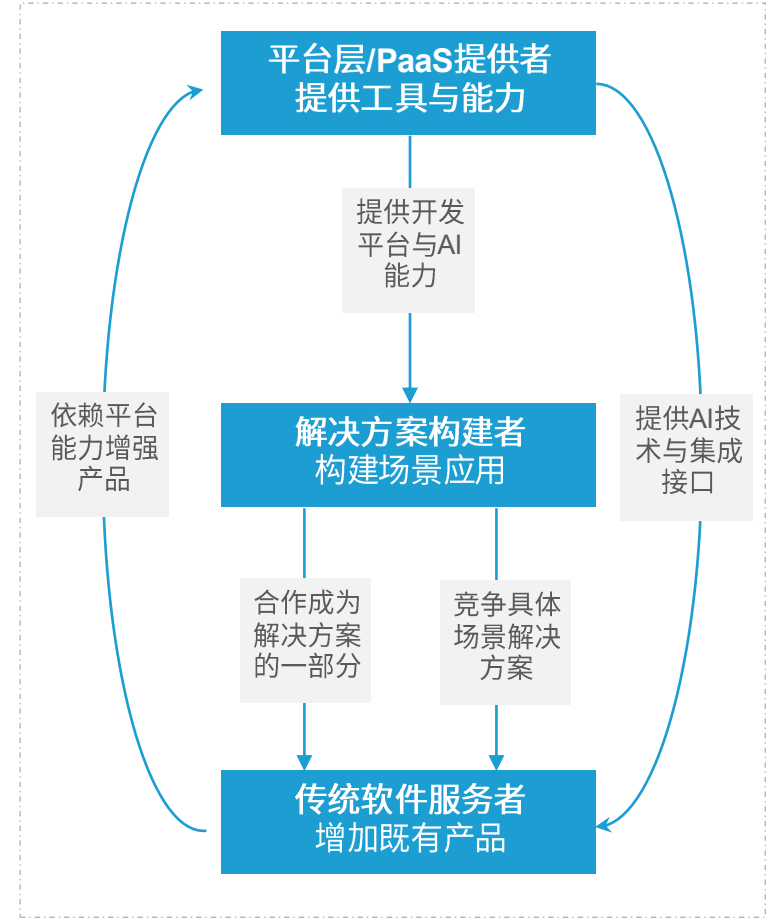 平台层/PaaS提供者
提供工具与能力
提供开发
平台与AI
能力
依赖平台
能力增强
产品
提供AI技
术与集成
接口
解决方案构建者
构建场景应用
合作成为
解决方案
的一部分
竞争具体
场景解决
方案
传统软件服务者
增加既有产品